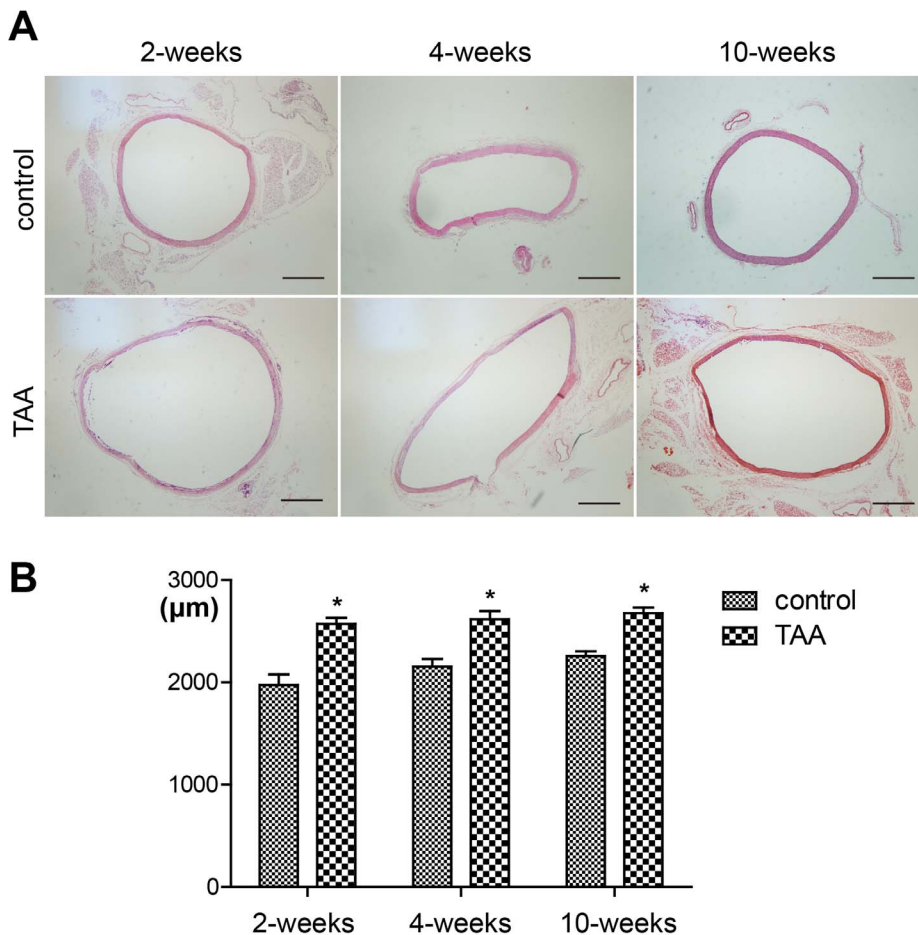 A
2-weeks 4-weeks 10-weeks
control
TAA
B
3000
(µm)
2000
1000
0
* * *
2-weeks 4-weeks 10-weeks
control
TAA